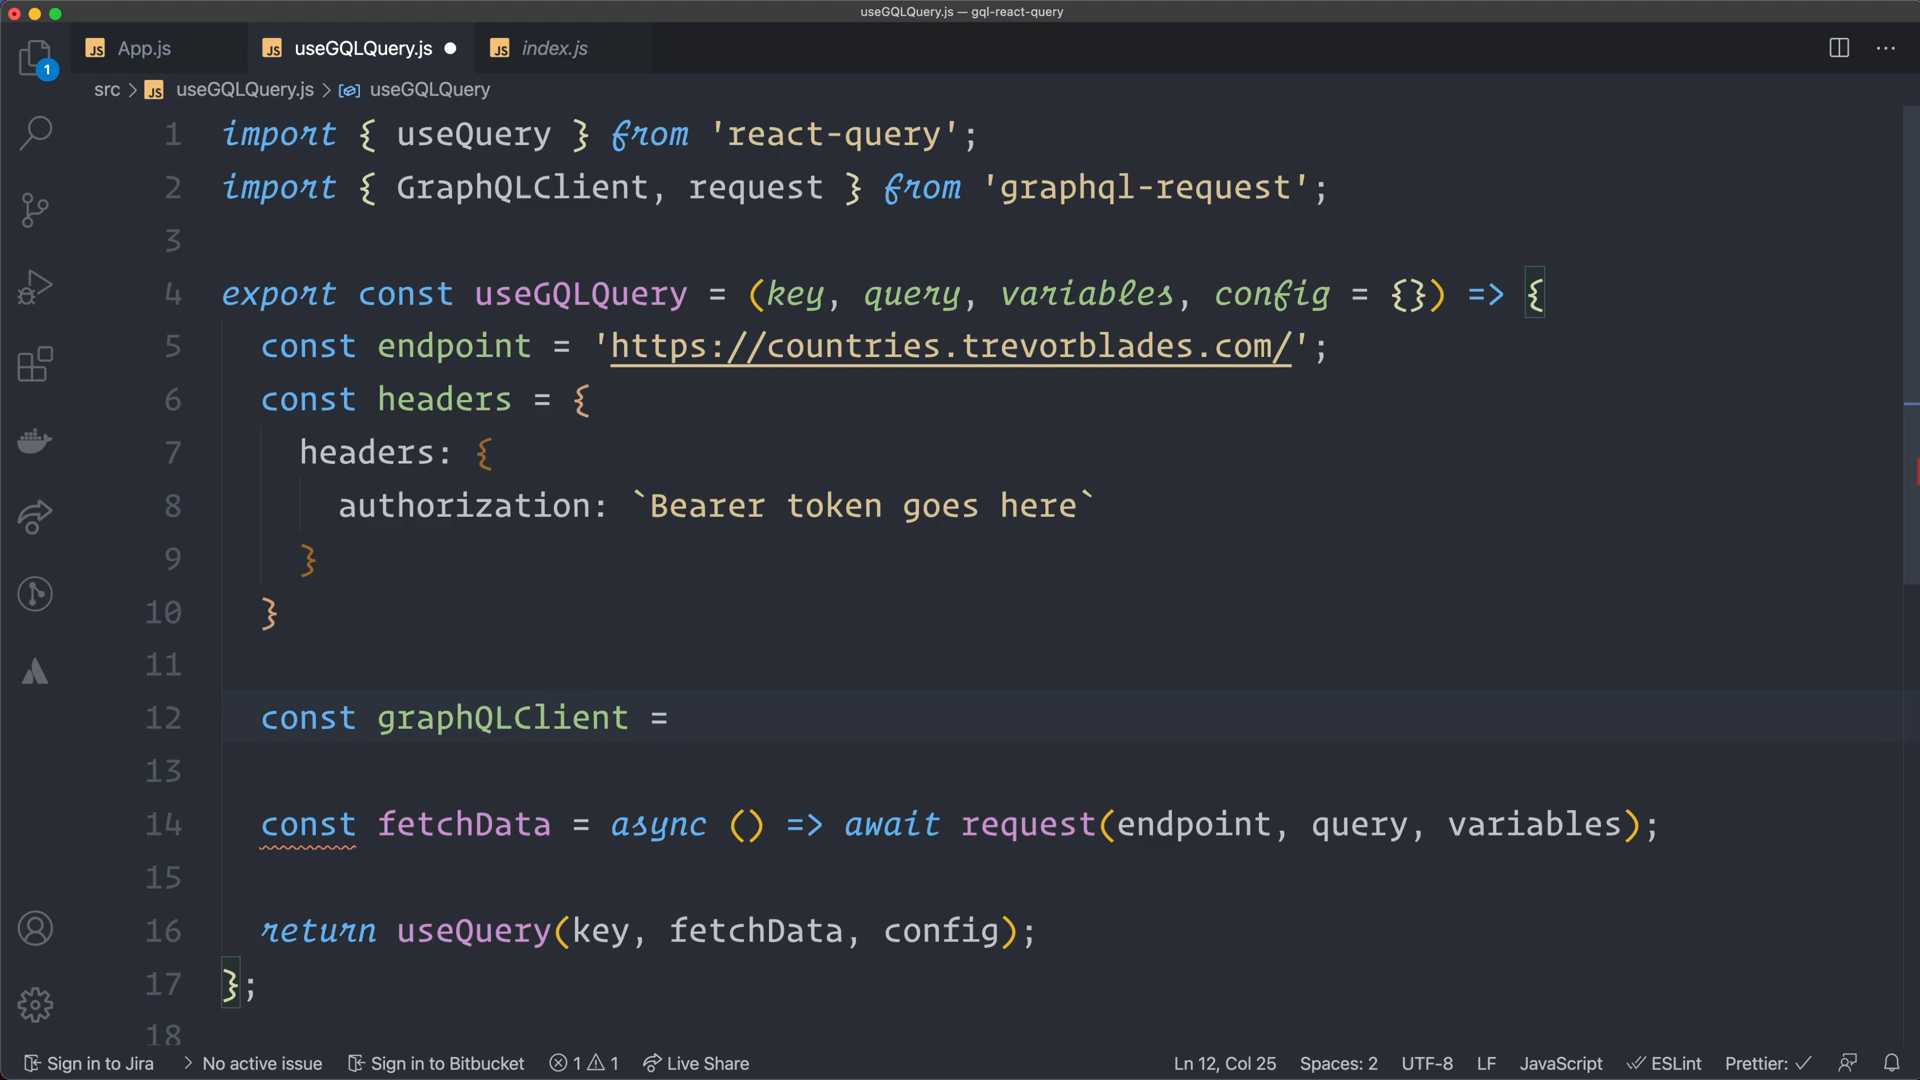 useGQLQuery.js — gql-react-query
JS App.js JS useGQLQuery.js JS index.js
1
src > JS useGQLQuery.js > useGQLQuery
1 import { useQuery } from 'react-query';
2 import { GraphQLClient, request } from 'graphql-request';
3
4 export const useGQLQuery = (key, query, variables, config = {}) => {
5 const endpoint = 'https://countries.trevorblades.com/';
6 const headers = {
7 headers: {
8 authorization: `Bearer token goes here`
9 }
10 }
11
12 const graphQLClient =
13
14 const fetchData = async () => await request(endpoint, query, variables);
15
16 return useQuery(key, fetchData, config);
17 };
18
Sign in to Jira > No active issue Sign in to Bitbucket 1 1 Live Share Ln 12, Col 25 Spaces: 2 UTF-8 LF JavaScript ESLint Prettier: ✓